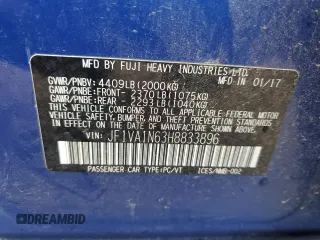 MFD BY FUJI HEAVY INDUSTRIES LTD. 01/17
GVWR/PNBV: 4409LB(2000KG)
GAWR/PNBE:FRONT- 2370LB(1075KG)
GAWR/PNBE:REAR - 2293LB(1040KG)
THIS VEHICLE CONFORMS TO ALL APPLICABLE
FEDERAL MOTOR VEHICLE SAFETY, BUMPER, AND
THEFT PREVENTION STANDARDS IN EFFECT ON THE
DATE OF MANUFACTURE SHOWN ABOVE.
VIN: JF1VA1N63H8833896
PASSENGER CAR TYPE:PC/VT ICES/NMB-002
DREAMBID